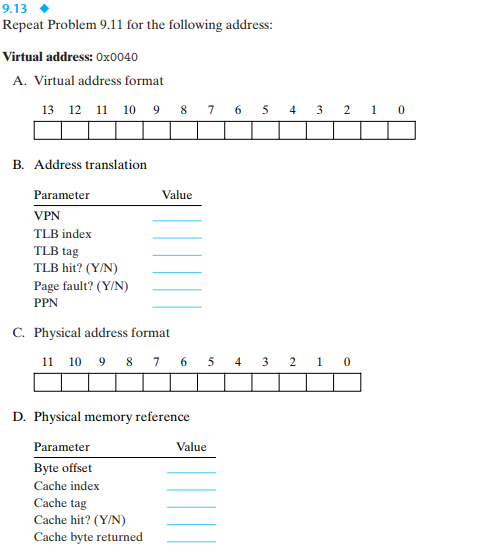 9.13 ◆
Repeat Problem 9.11 for the following address:
Virtual address: 0x0040
A. Virtual address format
13 12 11 10 9 8 7 6 5 4 3 2 1 0
B. Address translation
Parameter Value
VPN
TLB index
TLB tag
TLB hit? (Y/N)
Page fault? (Y/N)
PPN
C. Physical address format
11 10 9 8 7 6 5 4 3 2 1 0
D. Physical memory reference
Parameter Value
Byte offset
Cache index
Cache tag
Cache hit? (Y/N)
Cache byte returned